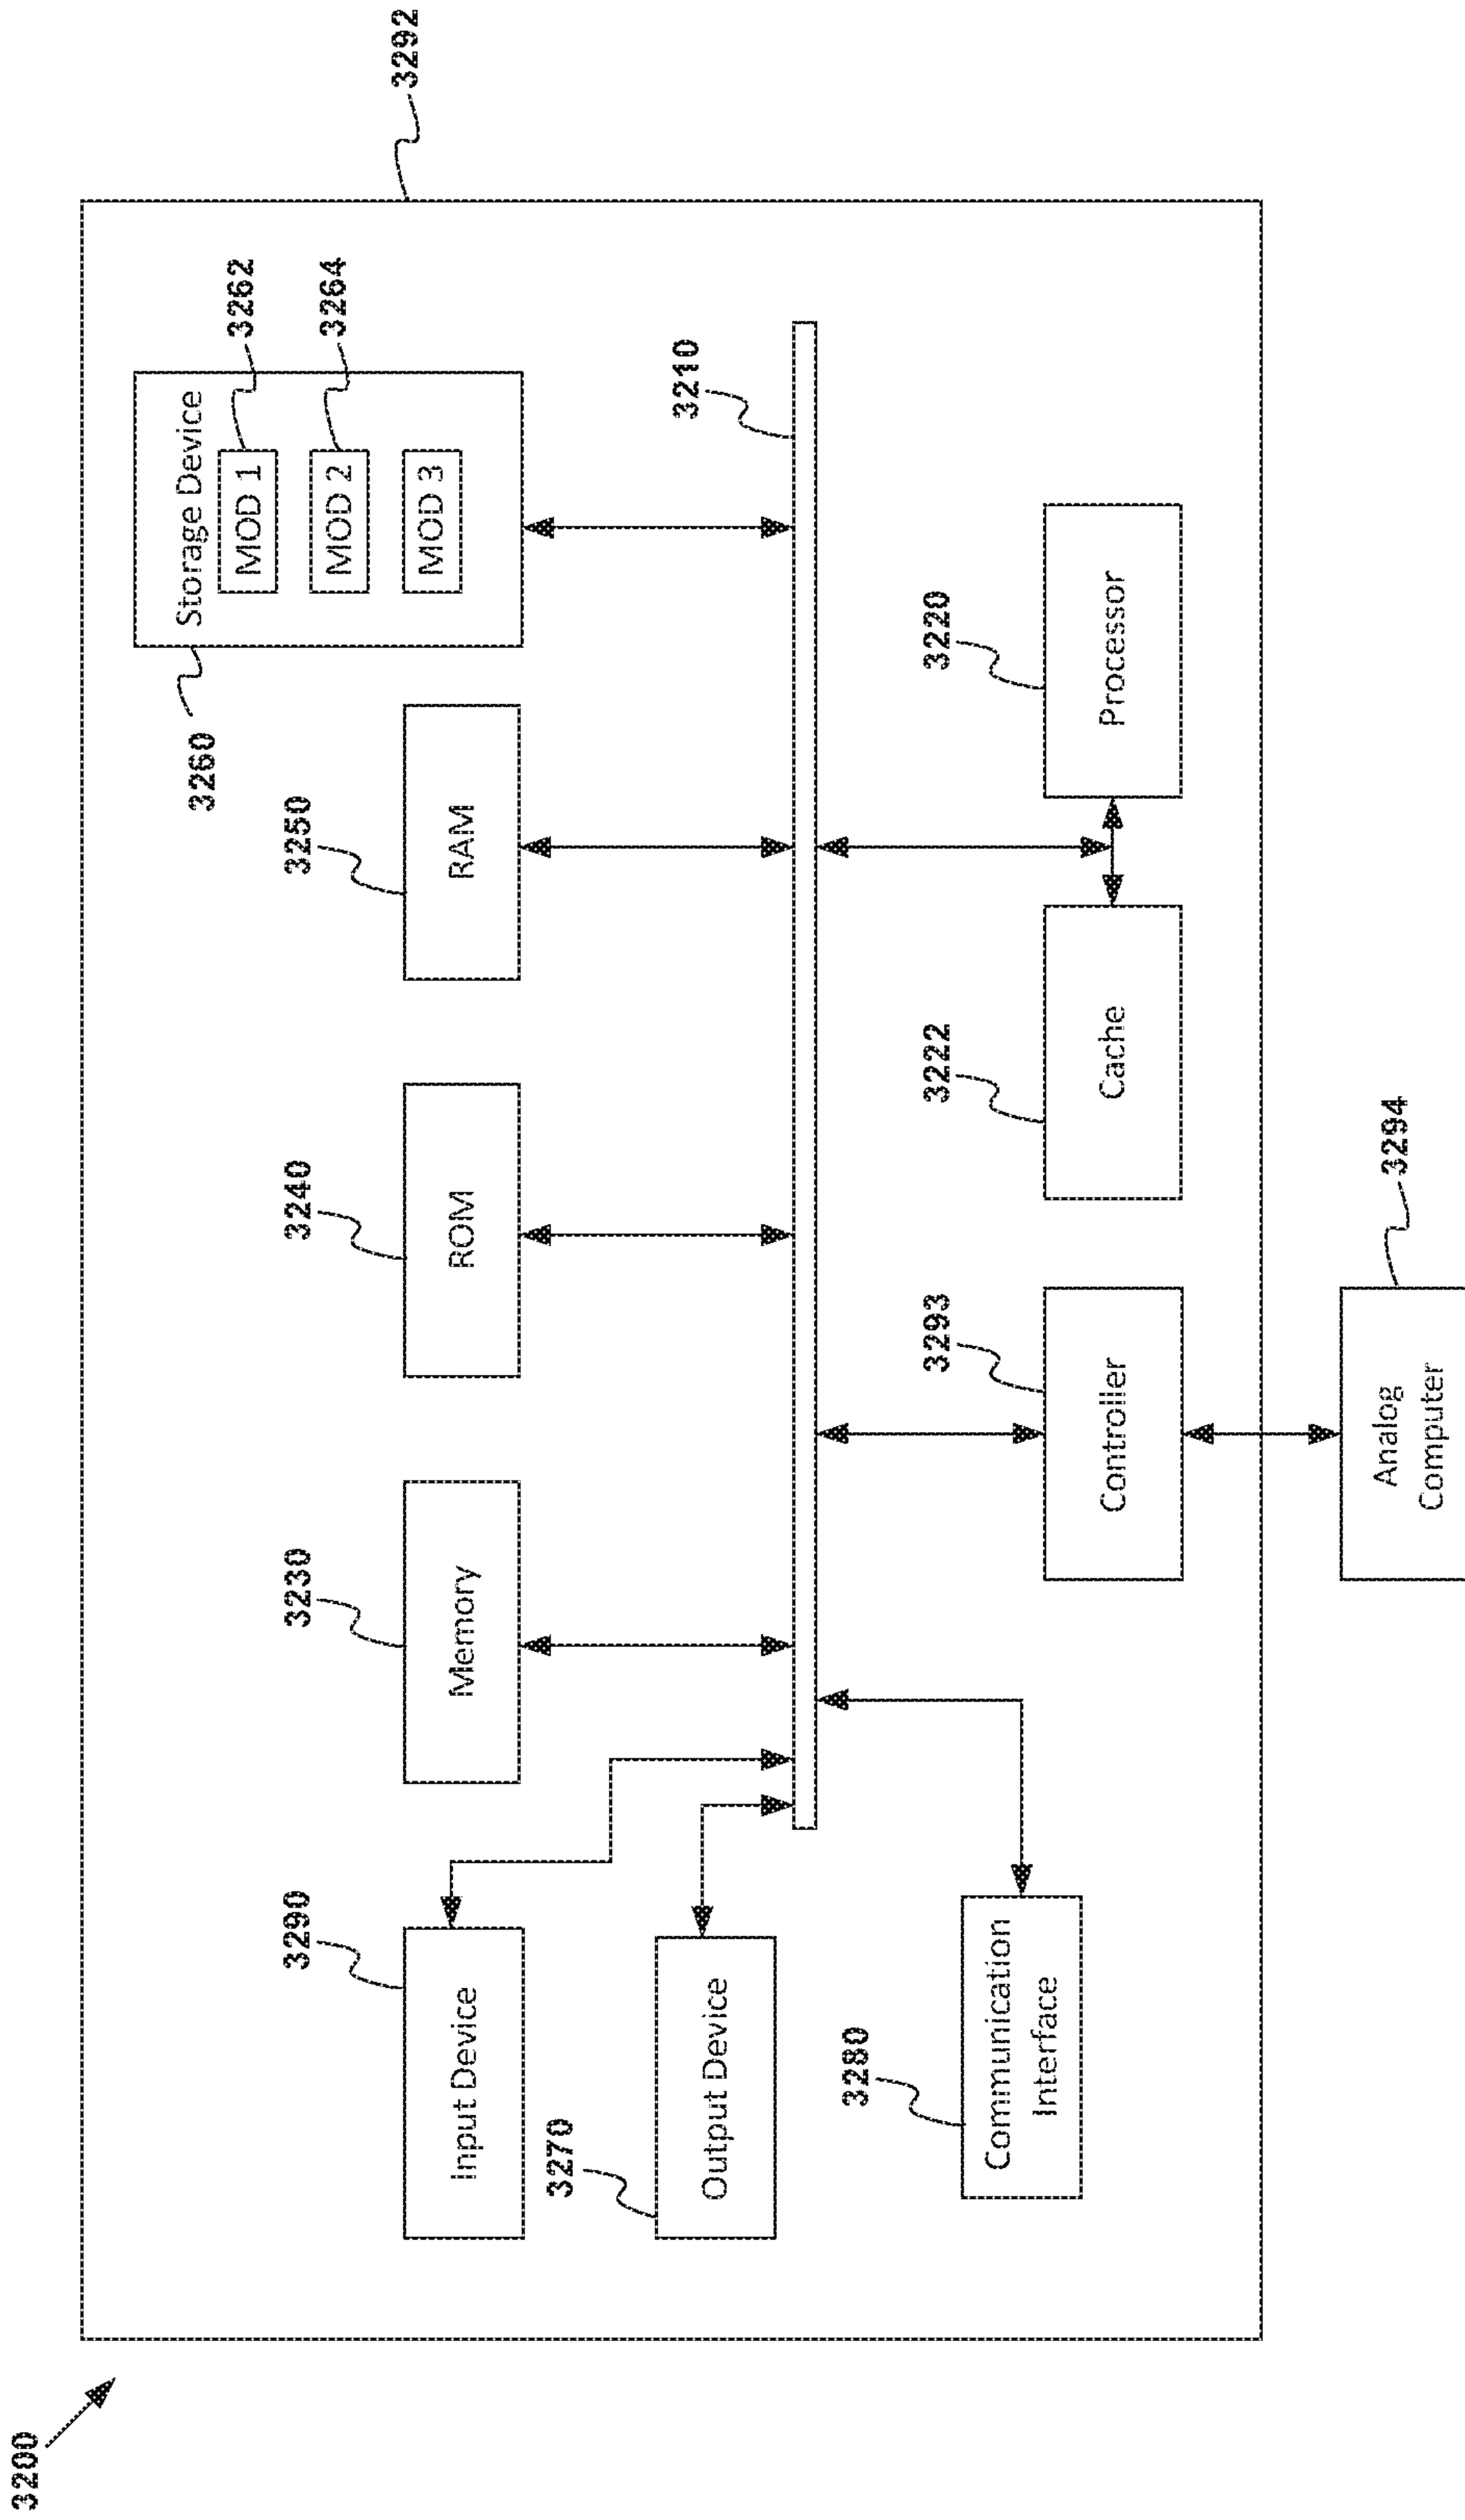 3200
3292
3290
Input Device
3230
Memory
3240
ROM
3250
RAM
3260
Storage Device
MOD 1
3262
MOD 2
3264
MOD 3
3270
Output Device
3210
3280
Communication
Interface
3293
Controller
3222
Cache
3220
Processor
3294
Analog
Computer